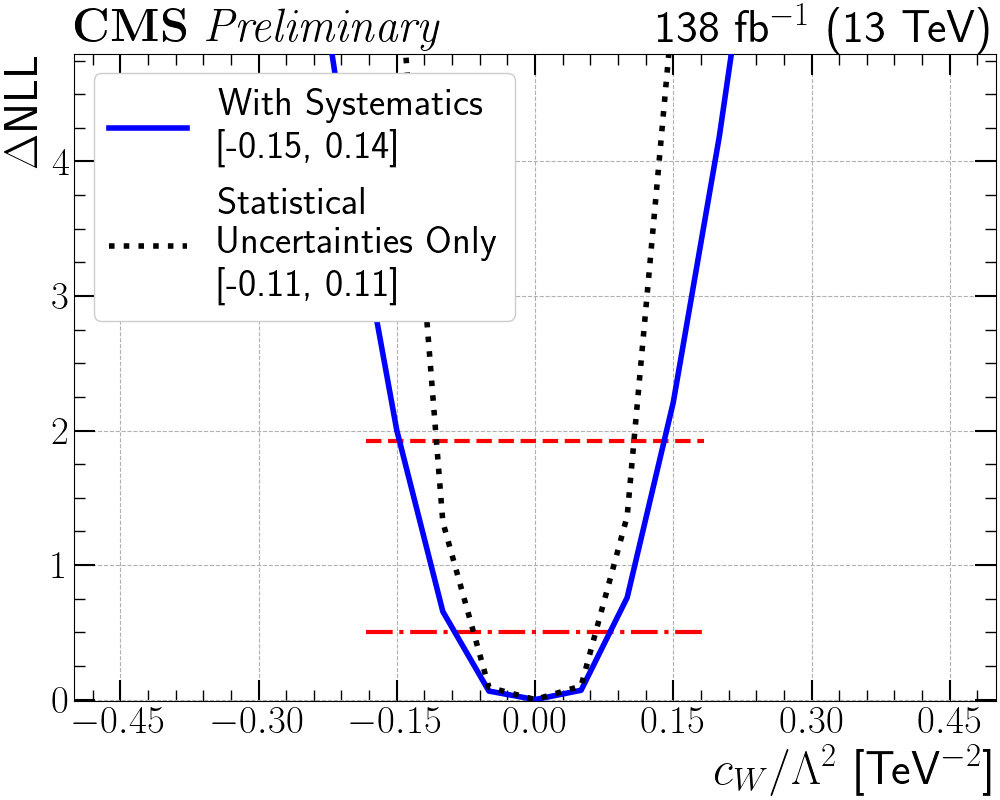 CMS Preliminary 138 fb⁻¹ (13 TeV)
ΔNLL
With Systematics
[-0.15, 0.14]
Statistical
Uncertainties Only
[-0.11, 0.11]
4
3
2
1
0
−0.45 −0.30 −0.15 0.00 0.15 0.30 0.45
c_W/Λ² [TeV⁻²]